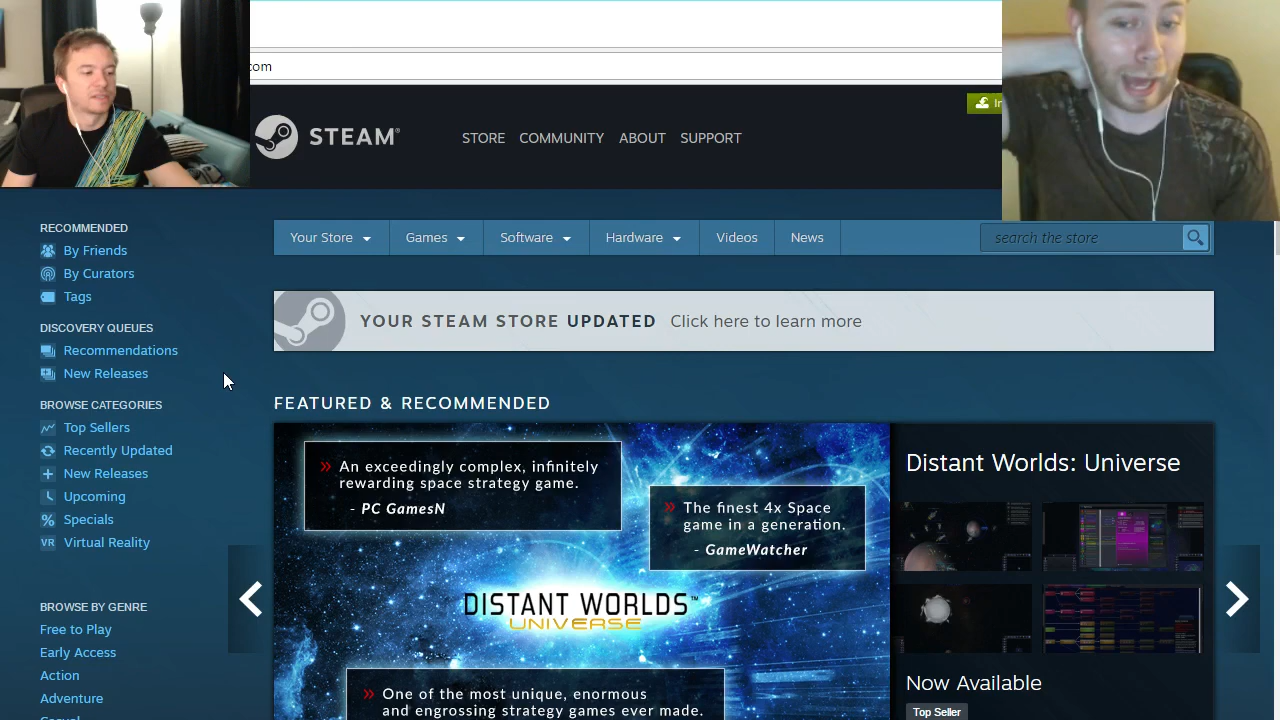 com
STEAM®
STORE COMMUNITY ABOUT SUPPORT
In
RECOMMENDED
By Friends
By Curators
Tags
DISCOVERY QUEUES
Recommendations
New Releases
BROWSE CATEGORIES
Top Sellers
Recently Updated
New Releases
Upcoming
Specials
VR Virtual Reality
BROWSE BY GENRE
Free to Play
Early Access
Action
Adventure
Casual
Your Store Games Software Hardware Videos News
search the store
YOUR STEAM STORE UPDATED Click here to learn more
FEATURED & RECOMMENDED
» An exceedingly complex, infinitely
rewarding space strategy game.
- PC GamesN
» The finest 4x Space
game in a generation.
- GameWatcher
DISTANT WORLDS™
UNIVERSE
» One of the most unique, enormous
and engrossing strategy games ever made.
Distant Worlds: Universe
Now Available
Top Seller